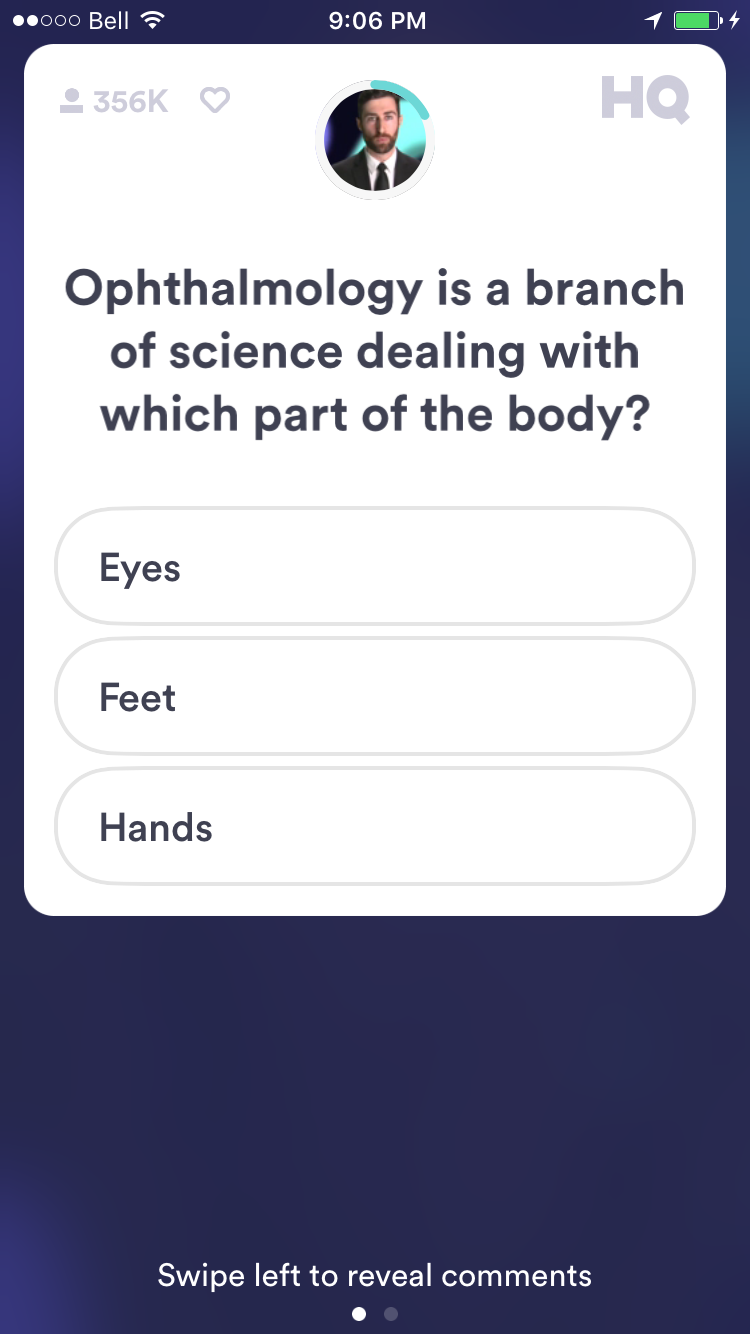 Bell 9:06 PM
356K HQ
Ophthalmology is a branch
of science dealing with
which part of the body?
Eyes
Feet
Hands
Swipe left to reveal comments